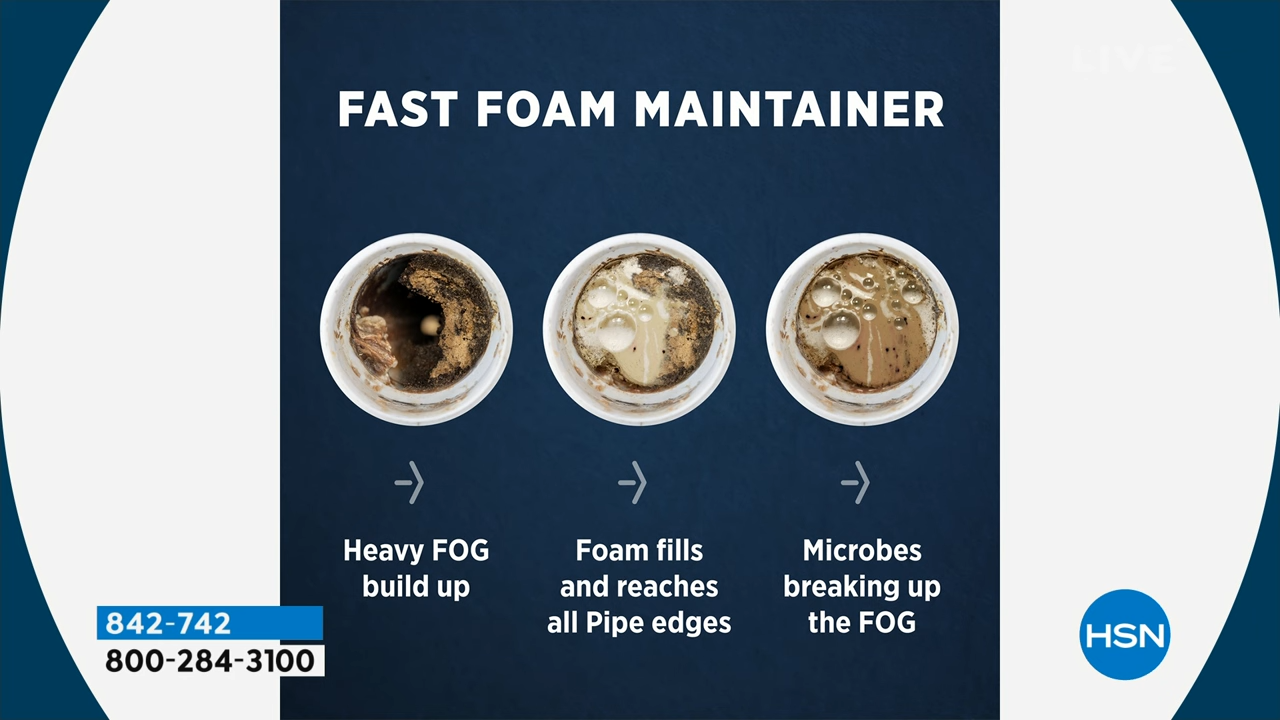 LIVE
FAST FOAM MAINTAINER
Heavy FOG
build up
Foam fills
and reaches
all Pipe edges
Microbes
breaking up
the FOG
842-742
800-284-3100
HSN